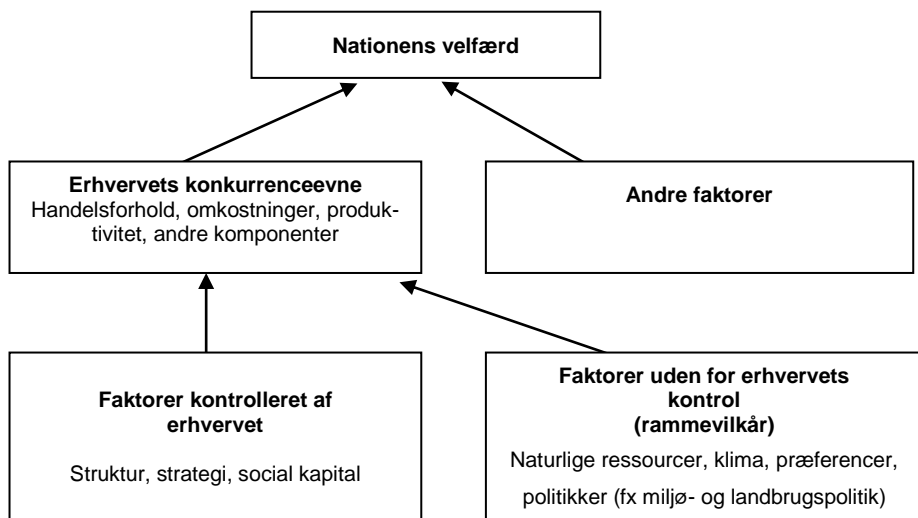 Nationens velfærd
Erhvervets konkurrenceevne
Handelsforhold, omkostninger, produk-
tivitet, andre komponenter
Andre faktorer
Faktorer kontrolleret af
erhvervet
Struktur, strategi, social kapital
Faktorer uden for erhvervets
kontrol
(rammevilkår)
Naturlige ressourcer, klima, præferencer,
politikker (fx miljø- og landbrugspolitik)